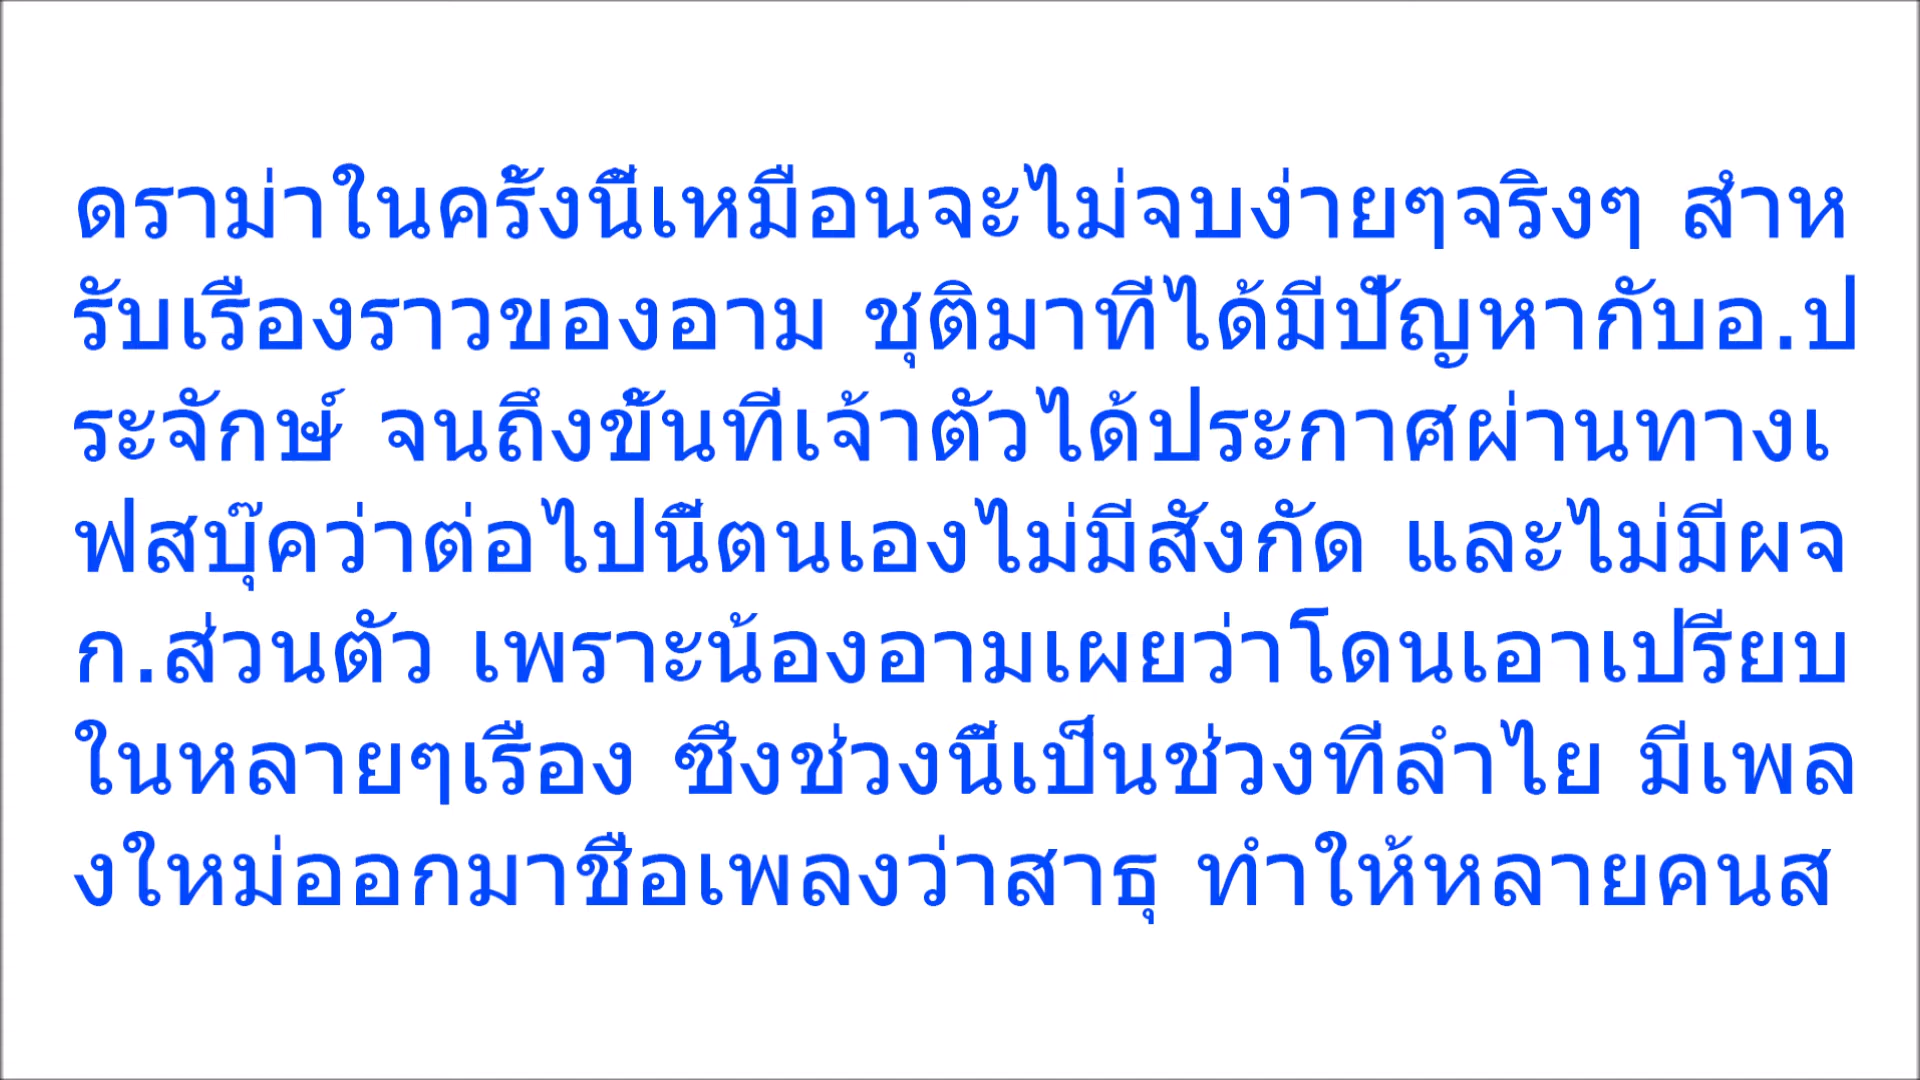 ดราม่าในครั้งนี้เหมือนจะไม่จบง่ายๆจริงๆ สำห
รับเรื่องราวของอาม ชุติมาที่ได้มีปัญหากับอ.ป
ระจักษ์ จนถึงขั้นที่เจ้าตัวได้ประกาศผ่านทางเ
ฟสบุ๊คว่าต่อไปนี้ตนเองไม่มีสังกัด และไม่มีผจ
ก.ส่วนตัว เพราะน้องอามเผยว่าโดนเอาเปรียบ
ในหลายๆเรื่อง ซึ่งช่วงนี้เป็นช่วงที่ลำไย มีเพล
งใหม่ออกมาชื่อเพลงว่าสาธุ ทำให้หลายคนส